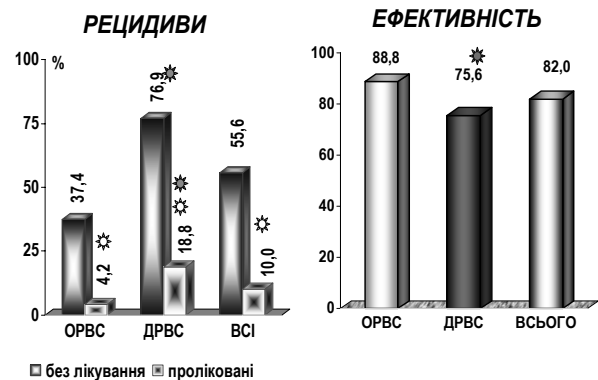 РЕЦИДИВИ
100
%
75
50
25
0
37,4
4,2
76,9
18,8
55,6
10,0
ОРВС
ДРВС
ВСІ
без лікування
проліковані
ЕФЕКТИВНІСТЬ
100
80
60
40
20
0
88,8
75,6
82,0
ОРВС
ДРВС
ВСЬОГО